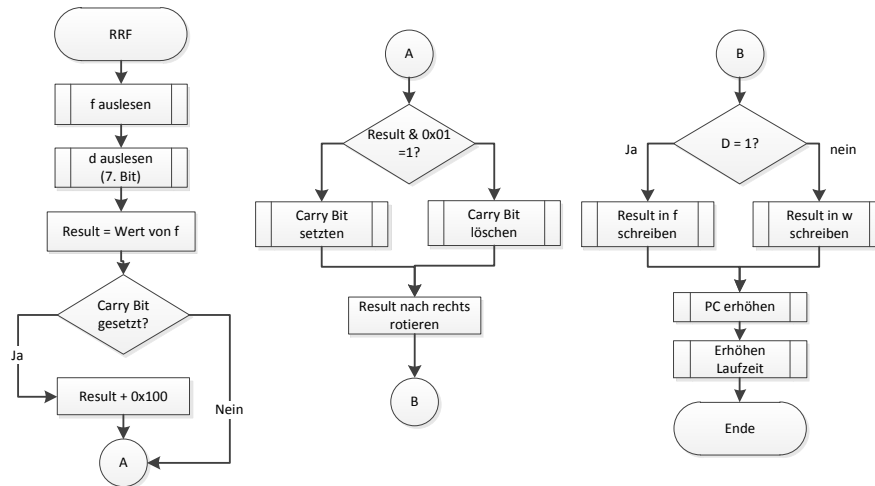 RRF
f auslesen
d auslesen
(7. Bit)
Result = Wert von f
Carry Bit
gesetzt?
Ja
Result + 0x100
Nein
A
A
Result & 0x01
=1?
Carry Bit
setzten
Carry Bit
löschen
Result nach rechts
rotieren
B
B
D = 1?
Ja
nein
Result in f
schreiben
Result in w
schreiben
PC erhöhen
Erhöhen
Laufzeit
Ende